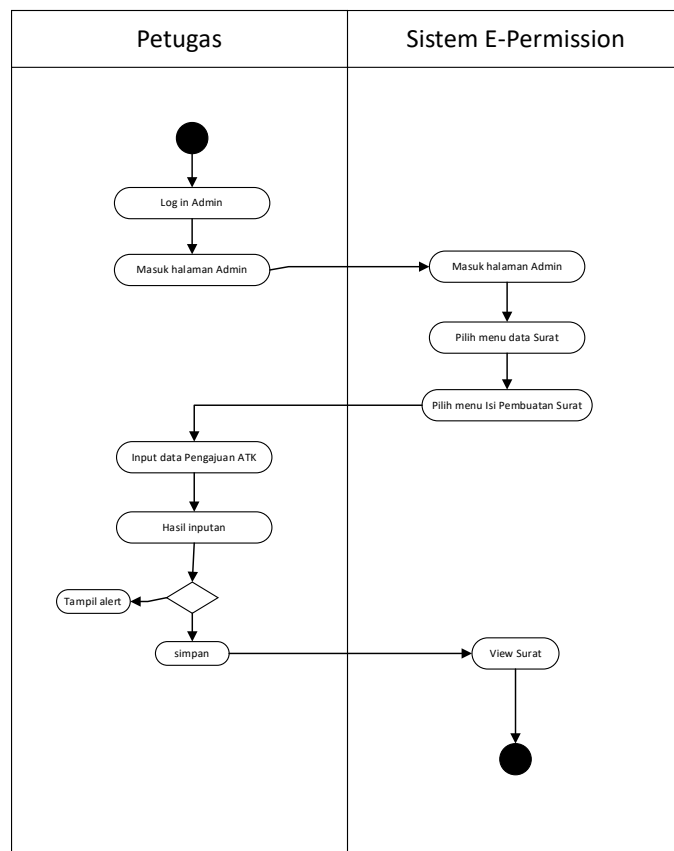 Petugas
Sistem E-Permission
Log in Admin
Masuk halaman Admin
Masuk halaman Admin
Pilih menu data Surat
Pilih menu Isi Pembuatan Surat
Input data Pengajuan ATK
Hasil inputan
Tampil alert
simpan
View Surat